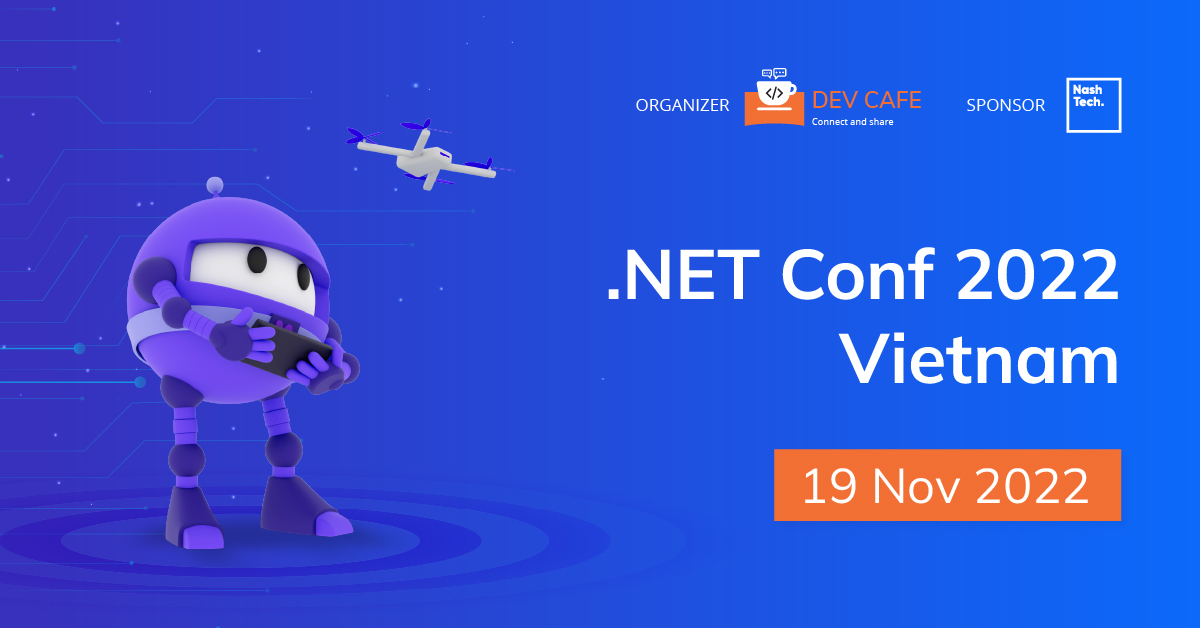 ORGANIZER
</>
DEV CAFE
Connect and share
SPONSOR
Nash
Tech.
.NET Conf 2022
Vietnam
19 Nov 2022